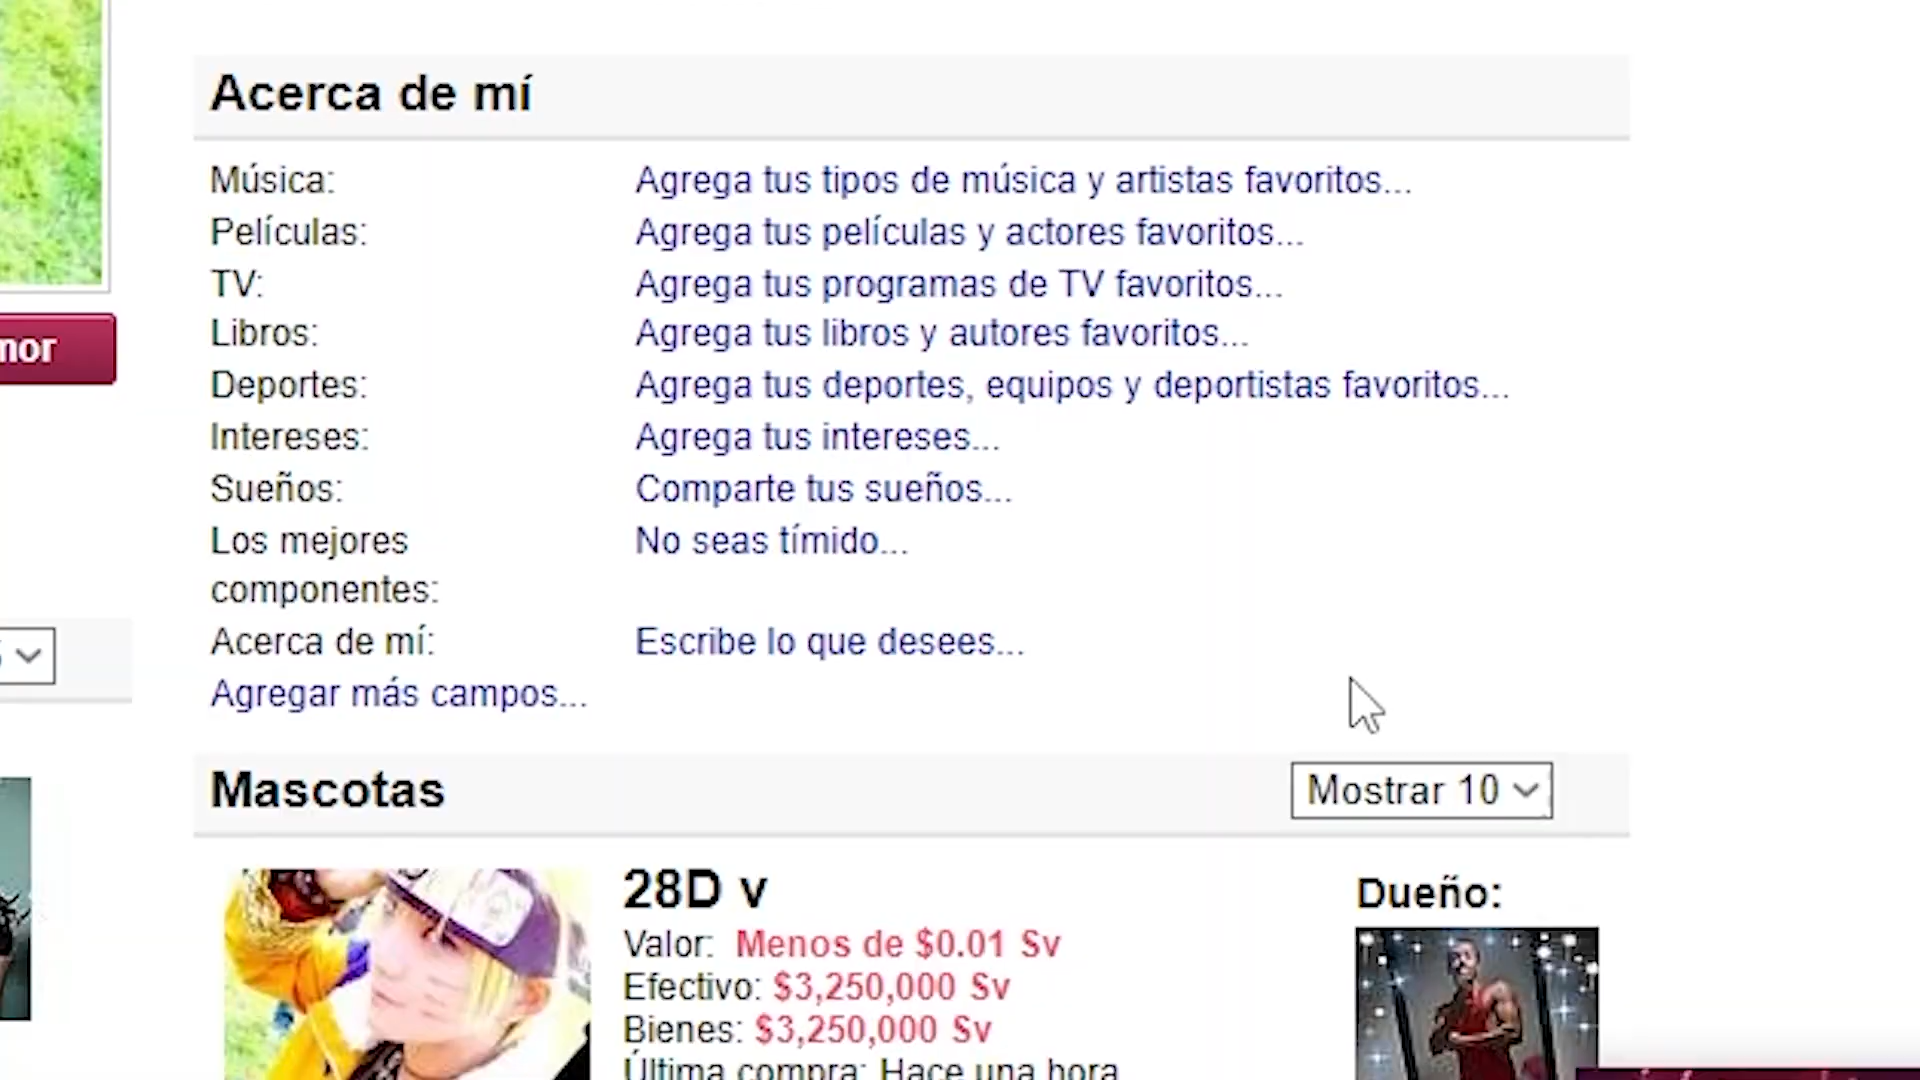 Acerca de mí
Música: Agrega tus tipos de música y artistas favoritos...
Películas: Agrega tus películas y actores favoritos...
TV: Agrega tus programas de TV favoritos...
Libros: Agrega tus libros y autores favoritos...
mor
Deportes: Agrega tus deportes, equipos y deportistas favoritos...
Intereses: Agrega tus intereses...
Sueños: Comparte tus sueños...
Los mejores No seas tímido...
componentes:
Acerca de mí: Escribe lo que desees...
Agregar más campos...
Mascotas Mostrar 10
28D v
Dueño:
Valor: Menos de $0.01 Sv
Efectivo: $3,250,000 Sv
Bienes: $3,250,000 Sv
Última compra: Hace una hora